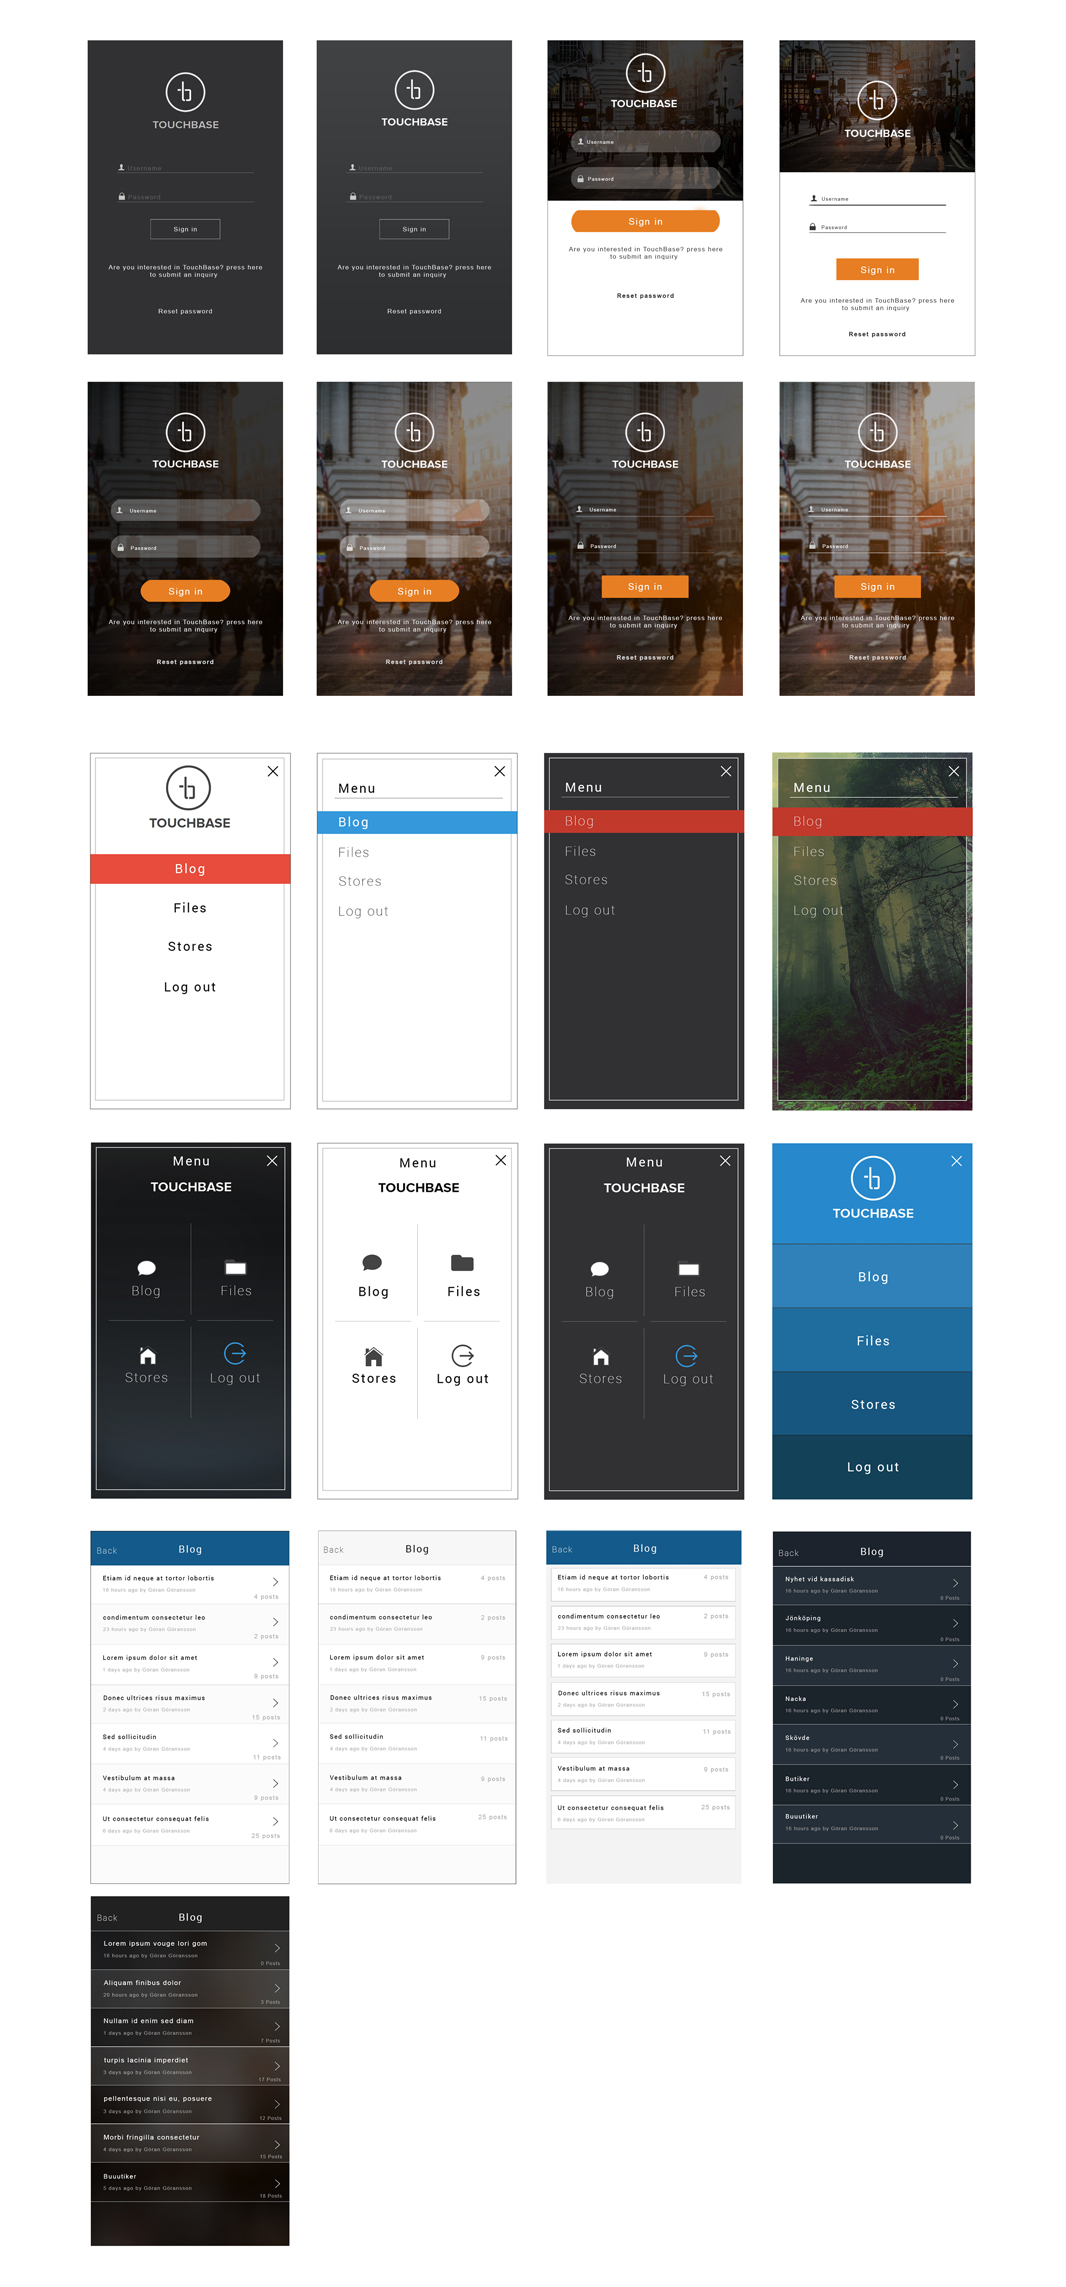 TOUCHBASE
Username
Password
Sign in
Are you interested in TouchBase? press here
to submit an inquiry
Reset password
TOUCHBASE
Username
Password
Sign in
Are you interested in TouchBase? press here
to submit an inquiry
Reset password
TOUCHBASE
Username
Password
Sign in
Are you interested in TouchBase? press here
to submit an inquiry
Reset password
TOUCHBASE
Username
Password
Sign in
Are you interested in TouchBase? press here
to submit an inquiry
Reset password
TOUCHBASE
Username
Password
Sign in
Are you interested in TouchBase? press here
to submit an inquiry
Reset password
TOUCHBASE
Username
Password
Sign in
Are you interested in TouchBase? press here
to submit an inquiry
Reset password
TOUCHBASE
Username
Password
Sign in
Are you interested in TouchBase? press here
to submit an inquiry
Reset password
TOUCHBASE
Username
Password
Sign in
Are you interested in TouchBase? press here
to submit an inquiry
Reset password
TOUCHBASE
Blog
Files
Stores
Log out
Menu
Blog
Files
Stores
Log out
Menu
Blog
Files
Stores
Log out
Menu
Blog
Files
Stores
Log out
Menu
TOUCHBASE
Blog Files
Stores Log out
Menu
TOUCHBASE
Blog Files
Stores Log out
Menu
TOUCHBASE
Blog Files
Stores Log out
TOUCHBASE
Blog
Files
Stores
Log out
Back Blog
Etiam id neque at tortor lobortis
16 hours ago by Göran Göransson
4 posts
condimentum consectetur leo
23 hours ago by Göran Göransson
2 posts
Lorem ipsum dolor sit amet
1 days ago by Göran Göransson
9 posts
Donec ultrices risus maximus
2 days ago by Göran Göransson
15 posts
Sed sollicitudin
4 days ago by Göran Göransson
11 posts
Vestibulum at massa
4 days ago by Göran Göransson
9 posts
Ut consectetur consequat felis
6 days ago by Göran Göransson
25 posts
Back Blog
Etiam id neque at tortor lobortis 4 posts
16 hours ago by Göran Göransson
condimentum consectetur leo 2 posts
23 hours ago by Göran Göransson
Lorem ipsum dolor sit amet 9 posts
1 days ago by Göran Göransson
Donec ultrices risus maximus 15 posts
2 days ago by Göran Göransson
Sed sollicitudin 11 posts
4 days ago by Göran Göransson
Vestibulum at massa 9 posts
4 days ago by Göran Göransson
Ut consectetur consequat felis 25 posts
6 days ago by Göran Göransson
Back Blog
Etiam id neque at tortor lobortis 4 posts
16 hours ago by Göran Göransson
condimentum consectetur leo 2 posts
23 hours ago by Göran Göransson
Lorem ipsum dolor sit amet 9 posts
1 days ago by Göran Göransson
Donec ultrices risus maximus 15 posts
2 days ago by Göran Göransson
Sed sollicitudin 11 posts
4 days ago by Göran Göransson
Vestibulum at massa 9 posts
4 days ago by Göran Göransson
Ut consectetur consequat felis 25 posts
6 days ago by Göran Göransson
Back Blog
Nyhet vid kassadisk
16 hours ago by Göran Göransson
0 Posts
Jönköping
16 hours ago by Göran Göransson
0 Posts
Haninge
16 hours ago by Göran Göransson
0 Posts
Nacka
16 hours ago by Göran Göransson
0 Posts
Skövde
16 hours ago by Göran Göransson
0 Posts
Butiker
16 hours ago by Göran Göransson
0 Posts
Buuutiker
16 hours ago by Göran Göransson
0 Posts
Back Blog
Lorem ipsum vouge lori gom
16 hours ago by Göran Göransson
0 Posts
Aliquam finibus dolor
20 hours ago by Göran Göransson
3 Posts
Nullam id enim sed diam
1 days ago by Göran Göransson
7 Posts
turpis lacinia imperdiet
3 days ago by Göran Göransson
17 Posts
pellentesque nisi eu, posuere
3 days ago by Göran Göransson
12 Posts
Morbi fringilla consectetur
4 days ago by Göran Göransson
15 Posts
Buuutiker
5 days ago by Göran Göransson
18 Posts